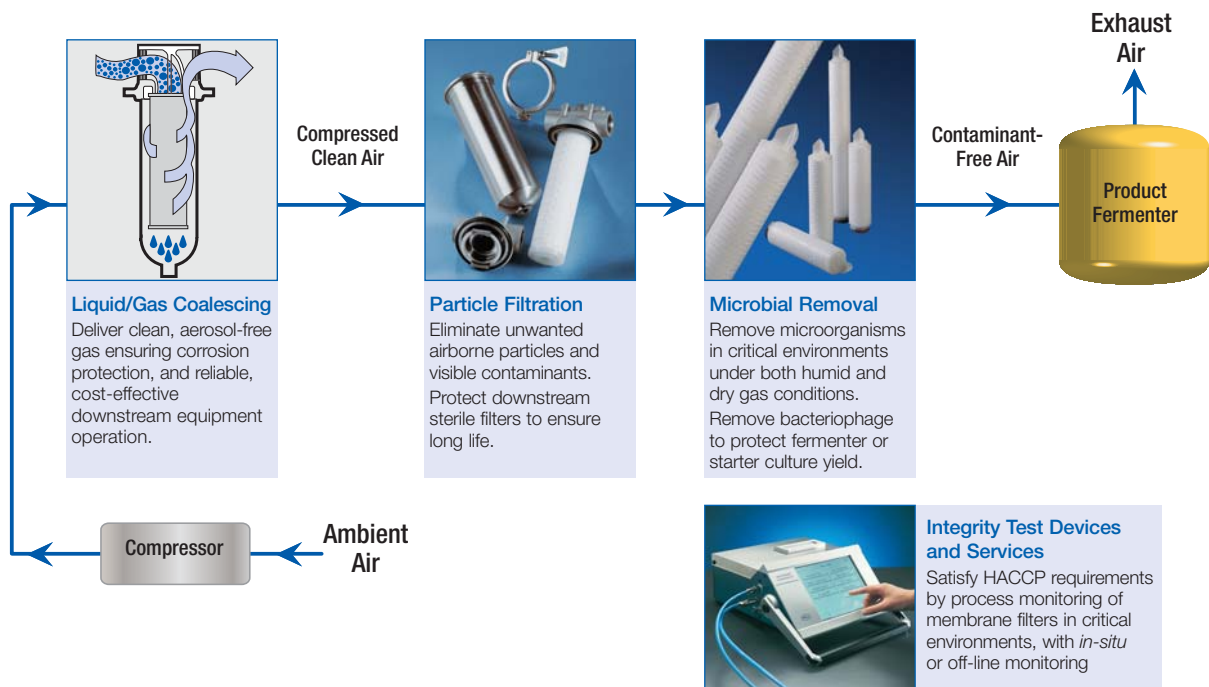 Exhaust
Air
Compressed
Clean Air
Contaminant-
Free Air
Product
Fermenter
Liquid/Gas Coalescing
Deliver clean, aerosol-free
gas ensuring corrosion
protection, and reliable,
cost-effective
downstream equipment
operation.
Particle Filtration
Eliminate unwanted
airborne particles and
visible contaminants.
Protect downstream
sterile filters to ensure
long life.
Microbial Removal
Remove microorganisms
in critical environments
under both humid and
dry gas conditions.
Remove bacteriophage
to protect fermenter or
starter culture yield.
Compressor
Ambient
Air
Integrity Test Devices
and Services
Satisfy HACCP requirements
by process monitoring of
membrane filters in critical
environments, with in-situ
or off-line monitoring